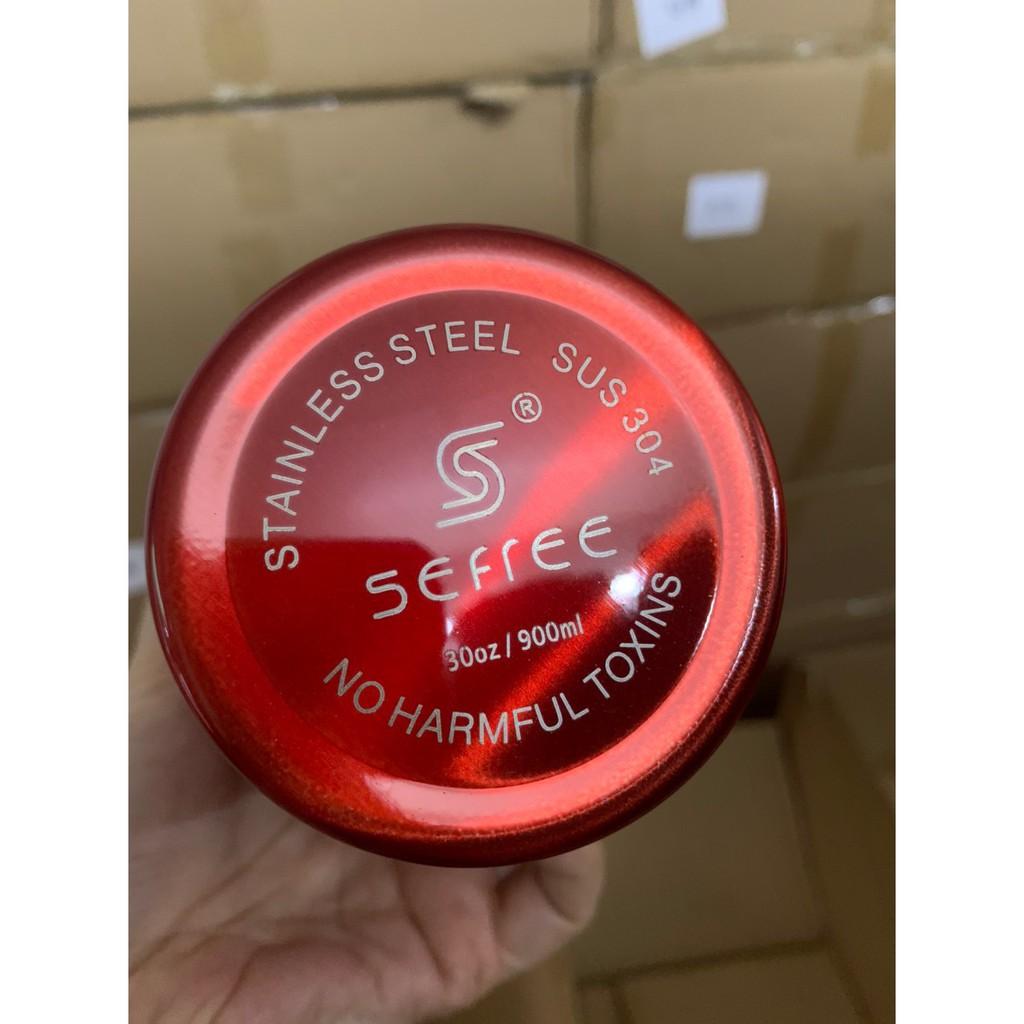 STAINLESS STEEL SUS 304
®
SEFREE
30oz / 900ml
NO HARMFUL TOXINS